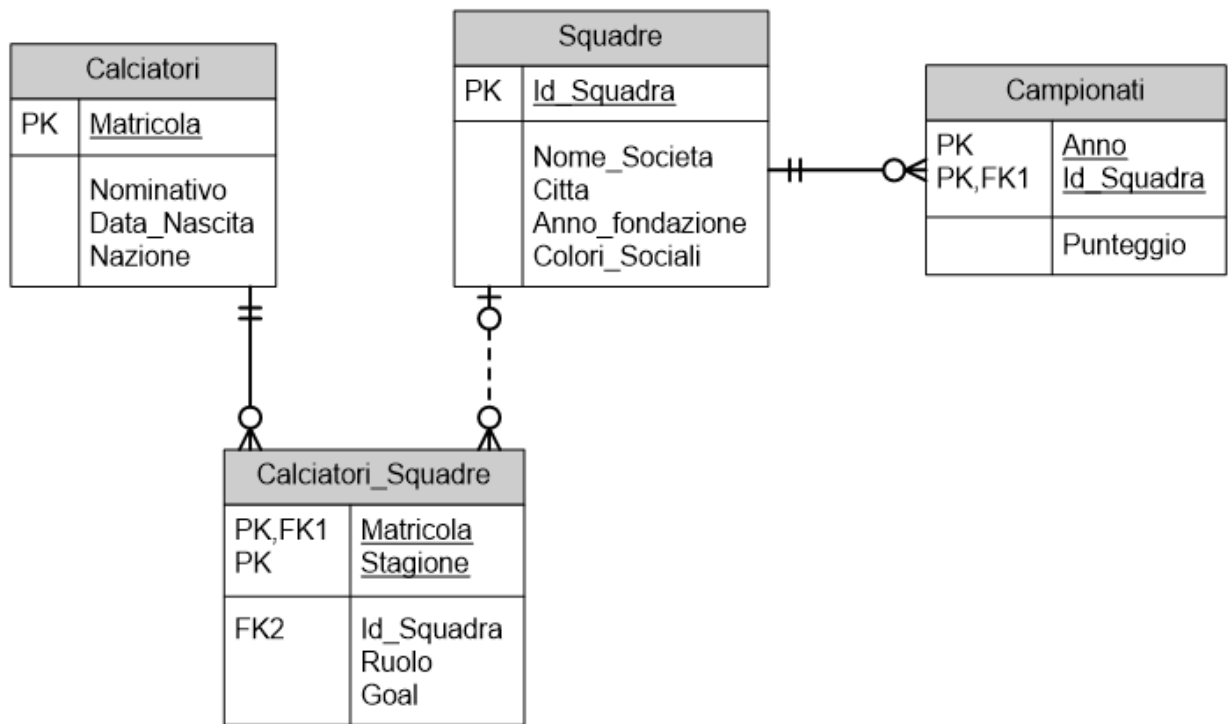 Calciatori
PK Matricola
Nominativo
Data_Nascita
Nazione
Squadre
PK Id_Squadra
Nome_Societa
Citta
Anno_fondazione
Colori_Sociali
Campionati
PK Anno
PK,FK1 Id_Squadra
Punteggio
Calciatori_Squadre
PK,FK1 Matricola
PK Stagione
FK2 Id_Squadra
Ruolo
Goal